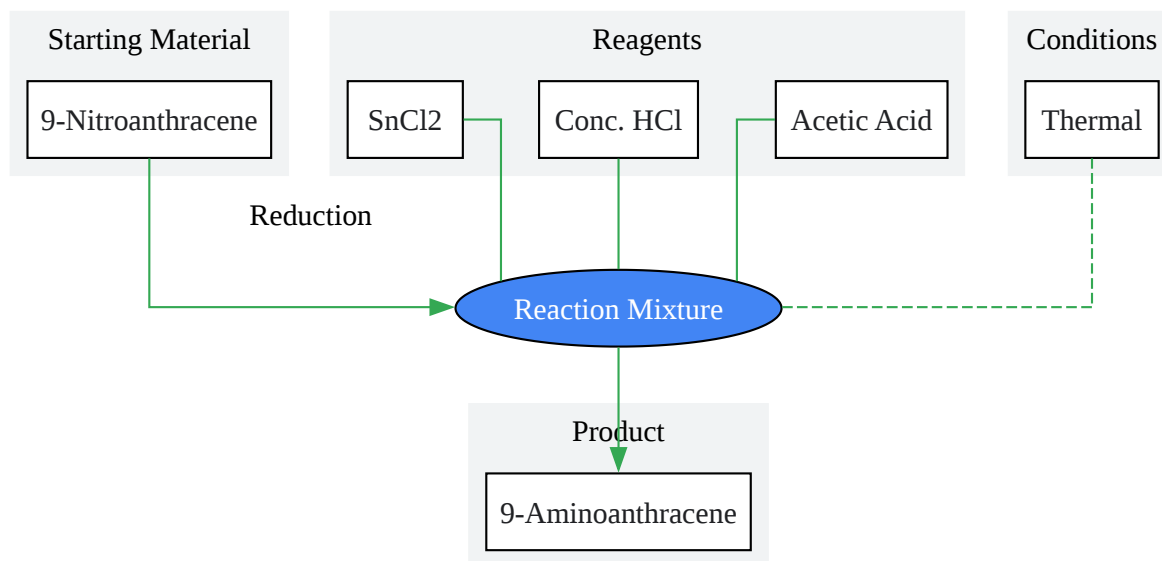 Starting Material
Reagents
Conditions
9-Nitroanthracene
SnCl2
Conc. HCl
Acetic Acid
Thermal
Reduction
Reaction Mixture
Product
9-Aminoanthracene